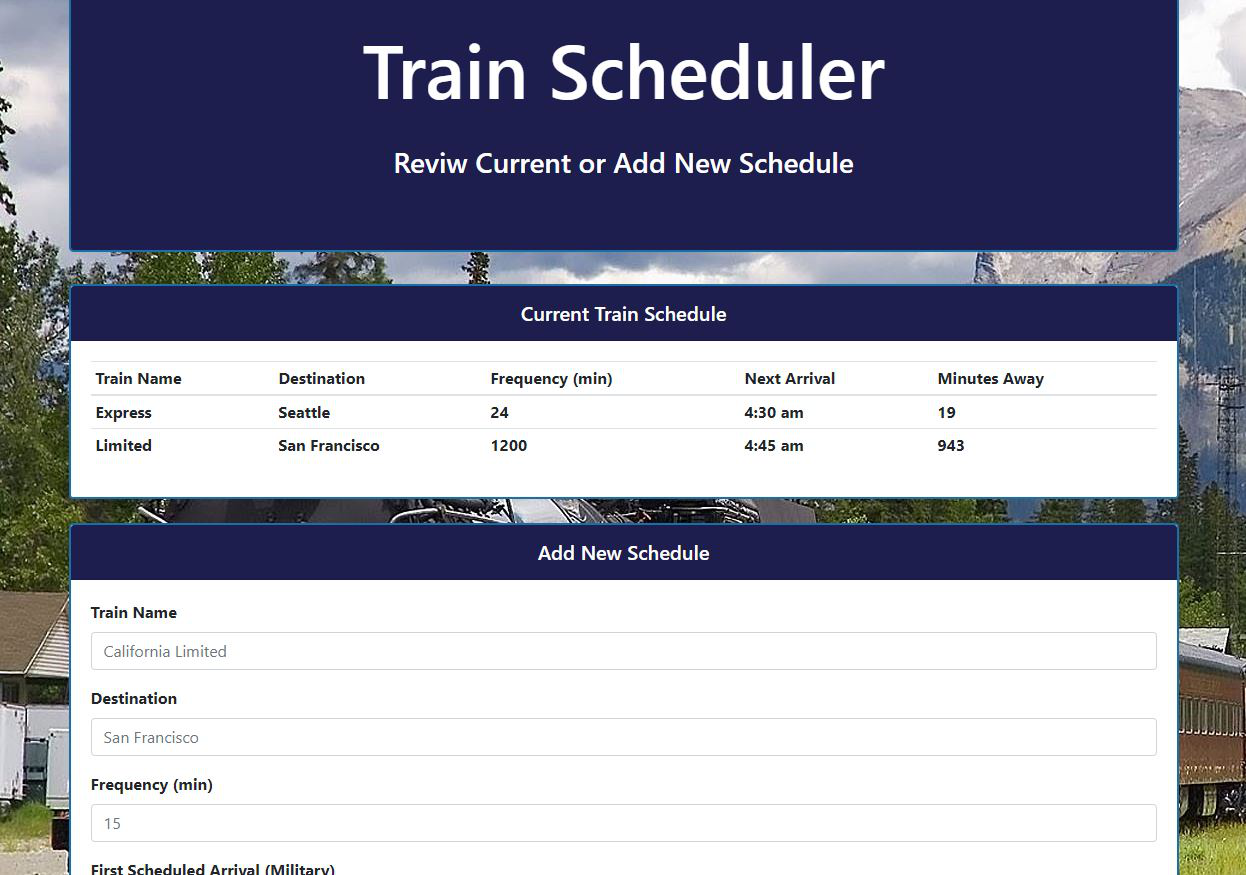 Train Scheduler
Reviw Current or Add New Schedule
Current Train Schedule
Train Name Destination Frequency (min) Next Arrival Minutes Away
Express Seattle 24 4:30 am 19
Limited San Francisco 1200 4:45 am 943
Add New Schedule
Train Name
California Limited
Destination
San Francisco
Frequency (min)
15
First Scheduled Arrival (Military)